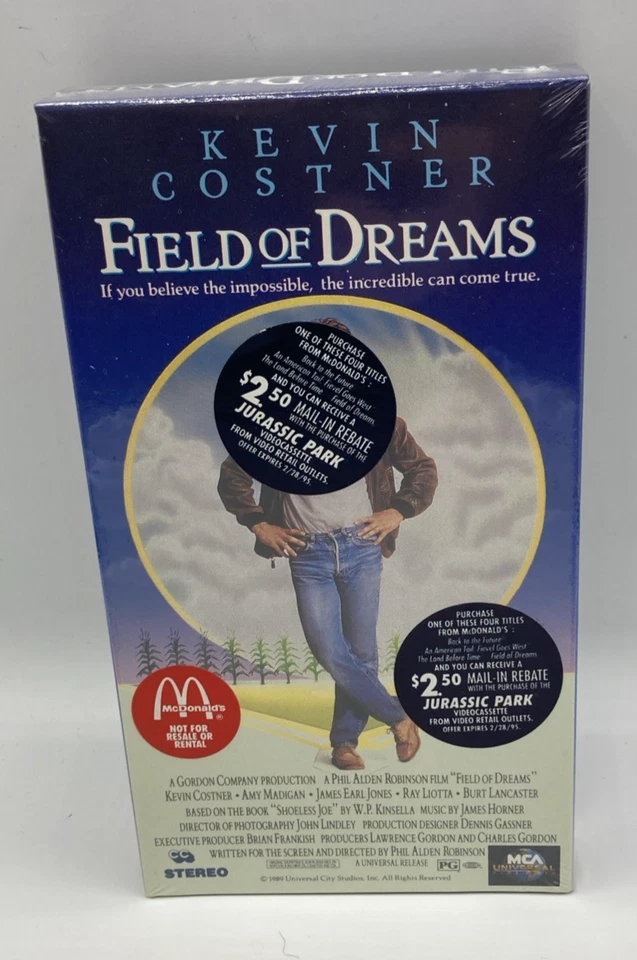 FIELD OF DREAMS
KEVIN
COSTNER
FIELD OF DREAMS
If you believe the impossible, the incredible can come true.
PURCHASE
ONE OF THESE FOUR TITLES
FROM McDONALD'S :
Back to the Future
An American Tail Fievel Goes West
The Land Before Time Field of Dreams
AND YOU CAN RECEIVE A
$2.50 MAIL-IN REBATE
WITH THE PURCHASE OF THE
JURASSIC PARK
VIDEOCASSETTE
FROM VIDEO RETAIL OUTLETS.
OFFER EXPIRES 2/28/95.
PURCHASE
ONE OF THESE FOUR TITLES
FROM McDONALD'S :
Back to the Future
An American Tail Fievel Goes West
The Land Before Time Field of Dreams
AND YOU CAN RECEIVE A
$2.50 MAIL-IN REBATE
WITH THE PURCHASE OF THE
JURASSIC PARK
VIDEOCASSETTE
FROM VIDEO RETAIL OUTLETS.
OFFER EXPIRES 2/28/95.
McDonald's
NOT FOR
RESALE OR
RENTAL
A GORDON COMPANY PRODUCTION A PHIL ALDEN ROBINSON FILM "FIELD OF DREAMS"
KEVIN COSTNER • AMY MADIGAN • JAMES EARL JONES • RAY LIOTTA • BURT LANCASTER
BASED ON THE BOOK "SHOELESS JOE" BY W.P. KINSELLA MUSIC BY JAMES HORNER
DIRECTOR OF PHOTOGRAPHY JOHN LINDLEY PRODUCTION DESIGNER DENNIS GASSNER
EXECUTIVE PRODUCER BRIAN FRANKISH PRODUCERS LAWRENCE GORDON AND CHARLES GORDON
WRITTEN FOR THE SCREEN AND DIRECTED BY PHIL ALDEN ROBINSON
CC
STEREO
A UNIVERSAL RELEASE PG
© 1989 Universal City Studios, Inc. All Rights Reserved
MCA
UNIVERSAL